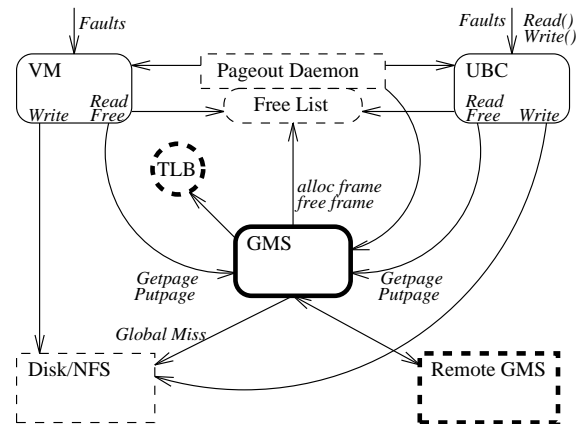 Faults
Faults
Read()
Write()
VM
Pageout Daemon
UBC
Write
Read
Free
Free List
Read
Free
Write
TLB
alloc frame
free frame
GMS
Getpage
Putpage
Getpage
Putpage
Global Miss
Disk/NFS
Remote GMS